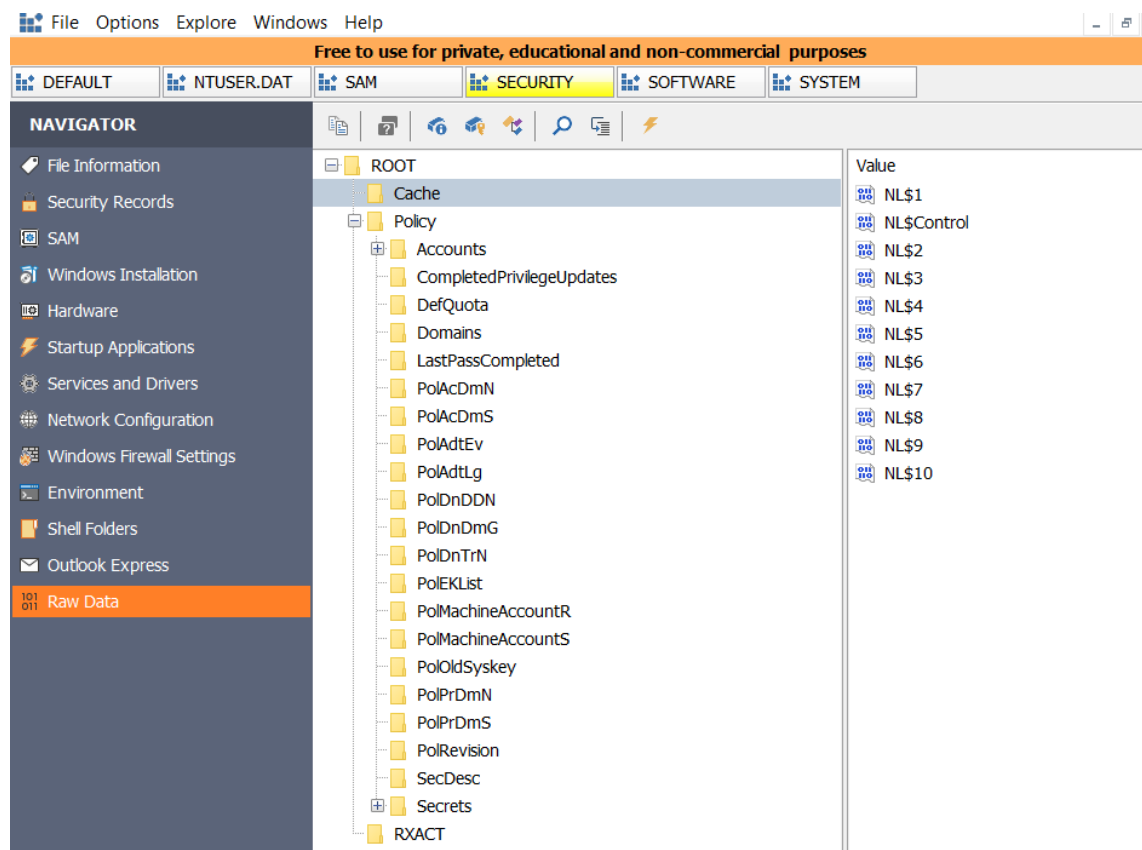 File Options Explore Windows Help
Free to use for private, educational and non-commercial purposes
DEFAULT NTUSER.DAT SAM SECURITY SOFTWARE SYSTEM
NAVIGATOR
File Information
Security Records
SAM
Windows Installation
Hardware
Startup Applications
Services and Drivers
Network Configuration
Windows Firewall Settings
Environment
Shell Folders
Outlook Express
Raw Data
ROOT
Cache
Policy
Accounts
CompletedPrivilegeUpdates
DefQuota
Domains
LastPassCompleted
PolAcDmN
PolAcDmS
PolAdtEv
PolAdtLg
PolDnDDN
PolDnDmG
PolDnTrN
PolEKList
PolMachineAccountR
PolMachineAccountS
PolOldSyskey
PolPrDmN
PolPrDmS
PolRevision
SecDesc
Secrets
RXACT
Value
NL$1
NL$Control
NL$2
NL$3
NL$4
NL$5
NL$6
NL$7
NL$8
NL$9
NL$10